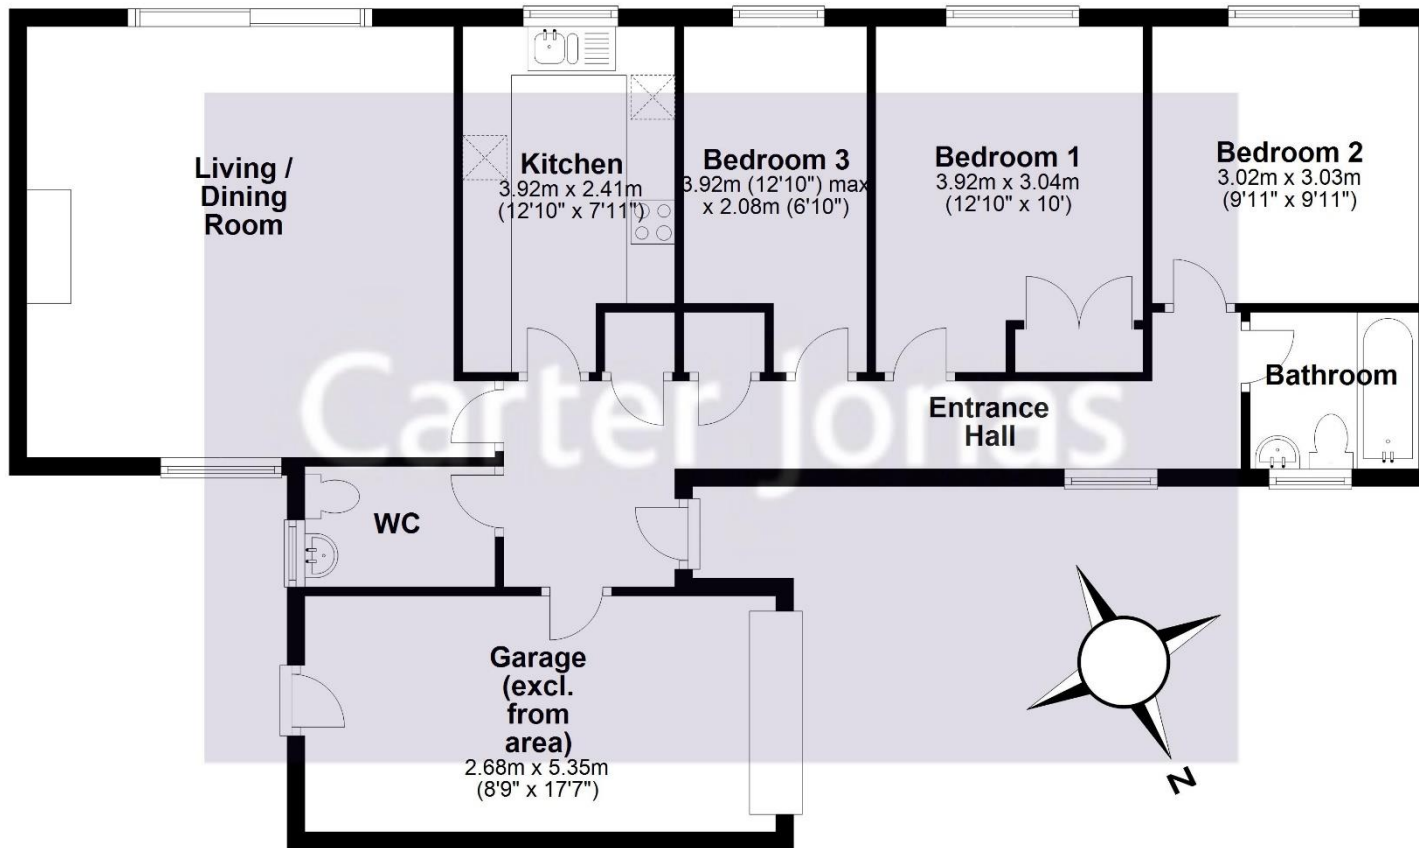 Living /
Dining
Room
Kitchen
3.92m x 2.41m
(12'10" x 7'11")
Bedroom 3
3.92m (12'10") max
x 2.08m (6'10")
Bedroom 1
3.92m x 3.04m
(12'10" x 10')
Bedroom 2
3.02m x 3.03m
(9'11" x 9'11")
Bathroom
Entrance
Hall
Carter Jonas
WC
Garage
(excl.
from
area)
2.68m x 5.35m
(8'9" x 17'7")
N